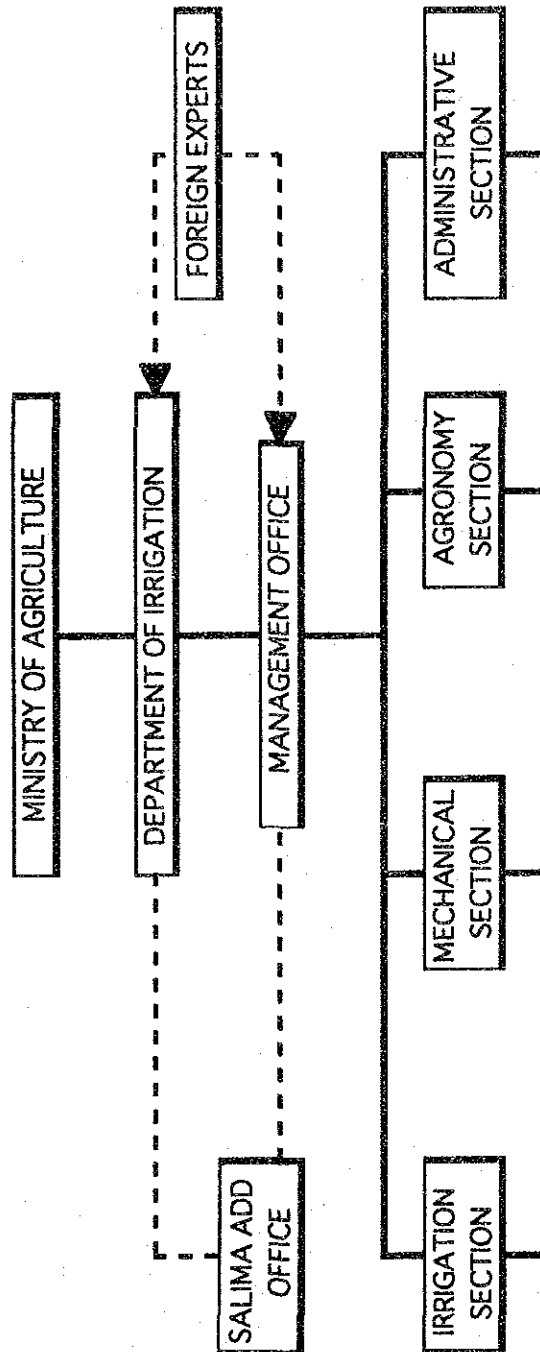 MINISTRY OF AGRICULTURE
DEPARTMENT OF IRRIGATION
FOREIGN EXPERTS
SALIMA ADD
OFFICE
MANAGEMENT OFFICE
IRRIGATION
SECTION
MECHANICAL
SECTION
AGRONOMY
SECTION
ADMINISTRATIVE
SECTION